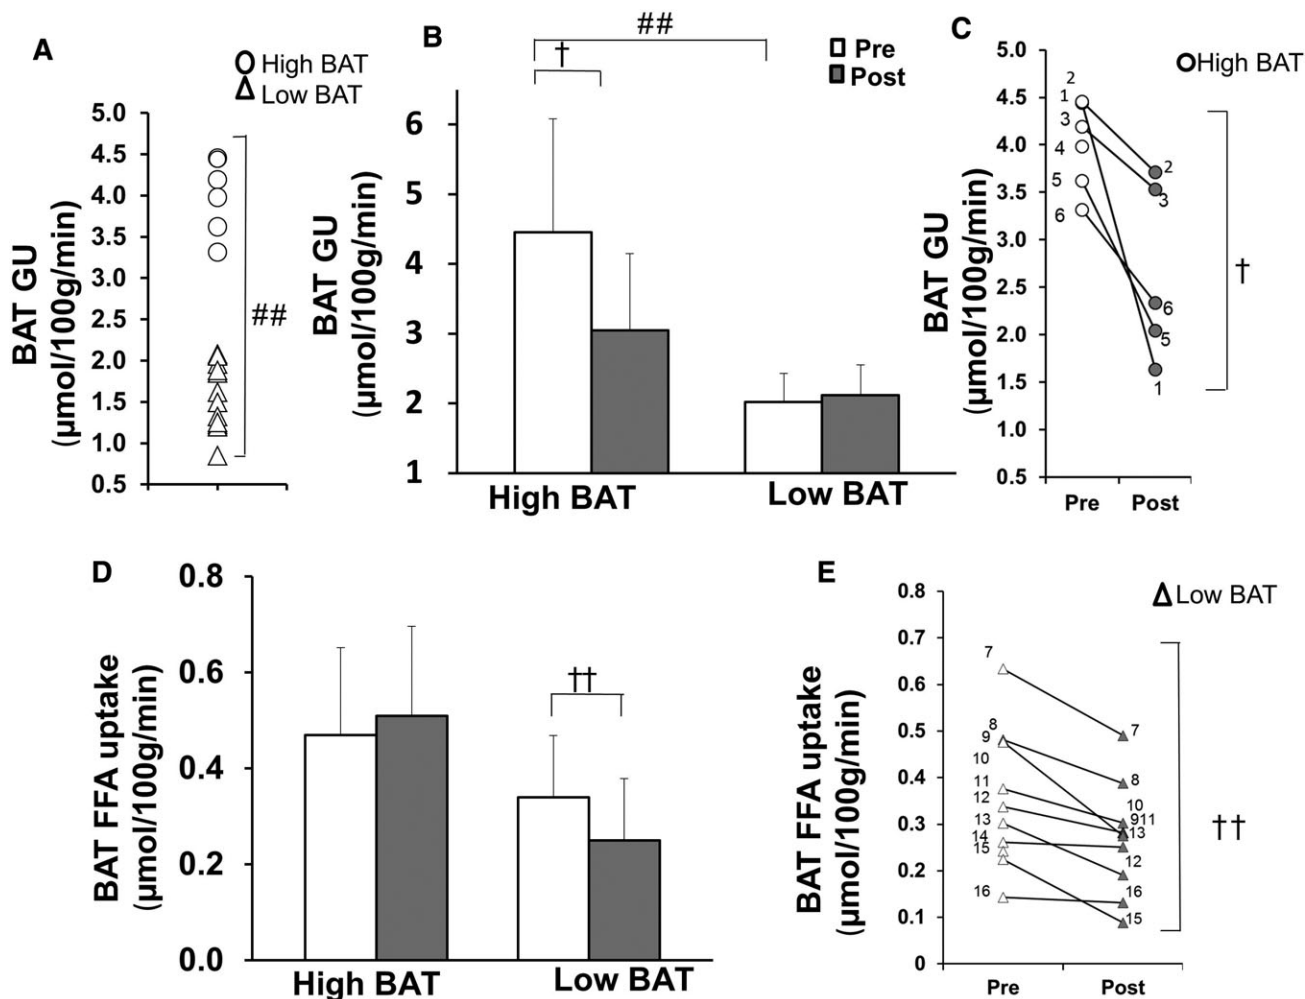 A
High BAT
Low BAT
5.0
4.5
4.0
3.5
3.0
2.5
2.0
1.5
1.0
0.5
BAT GU
(µmol/100g/min)
##
B
##
†
Pre
Post
6
5
4
3
2
1
BAT GU
(µmol/100g/min)
High BAT
Low BAT
C
High BAT
5.0
4.5
4.0
3.5
3.0
2.5
2.0
1.5
1.0
0.5
BAT GU
(µmol/100g/min)
2
1
3
4
5
6
2
3
6
5
1
†
Pre
Post
D
0.8
0.6
0.4
0.2
0.0
BAT FFA uptake
(µmol/100g/min)
††
High BAT
Low BAT
E
Low BAT
0.8
0.7
0.6
0.5
0.4
0.3
0.2
0.1
0
BAT FFA uptake
(µmol/100g/min)
7
8
9
10
11
12
13
14
15
16
7
8
10
911
13
12
16
15
††
Pre
Post